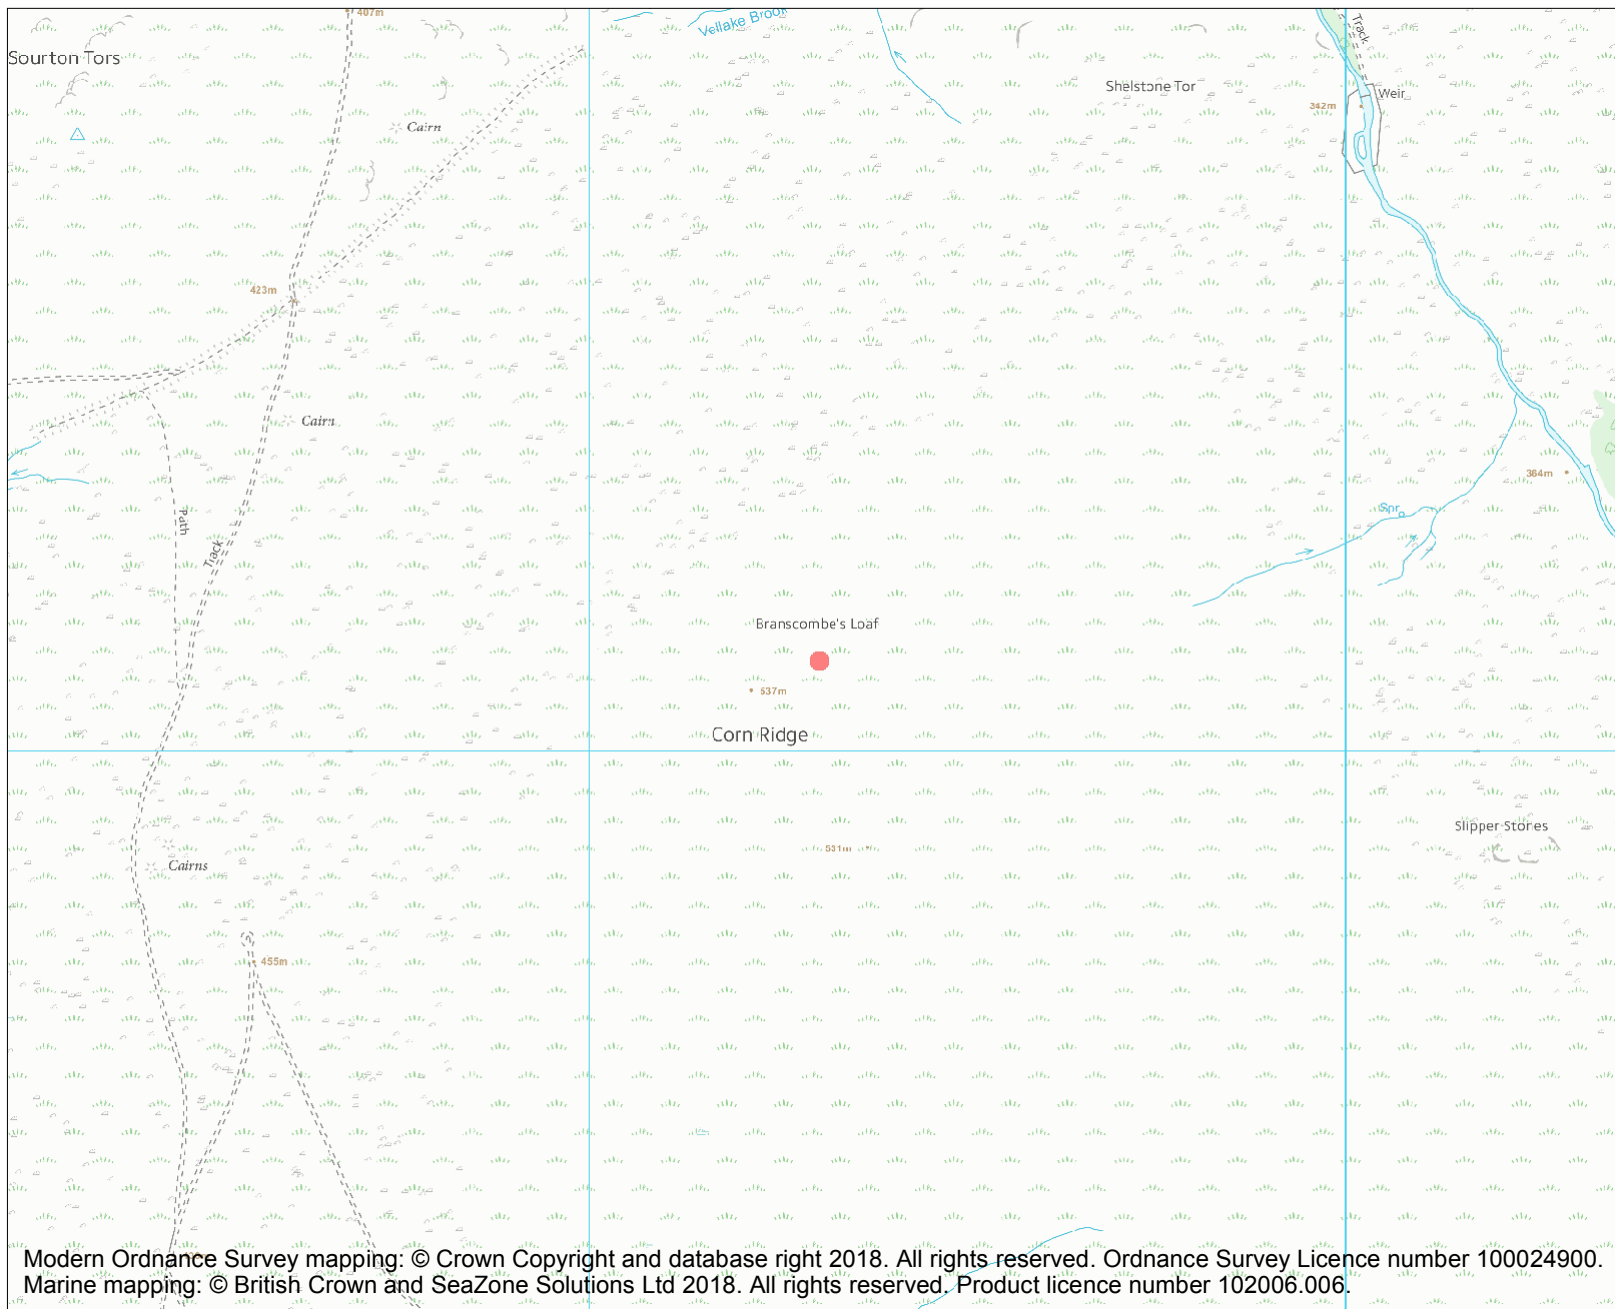 407m
Vellake Brook
Track
Sourton Tors
Shelstone Tor
Weir
342m
Cairn
423m
Cairn
364m
Spr
Path
Track
Branscombe's Loaf
537m
Corn Ridge
Slipper Stones
531m
Cairns
455m
Modern Ordnance Survey mapping: © Crown Copyright and database right 2018. All rights reserved. Ordnance Survey Licence number 100024900.
Marine mapping: © British Crown and SeaZone Solutions Ltd 2018. All rights reserved. Product licence number 102006.006.